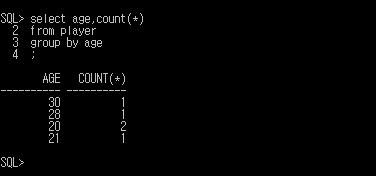 SQL> select age,count(*)
  2  from player
  3  group by age
  4  ;

       AGE   COUNT(*)
---------- ----------
        30          1
        28          1
        20          2
        21          1

SQL>